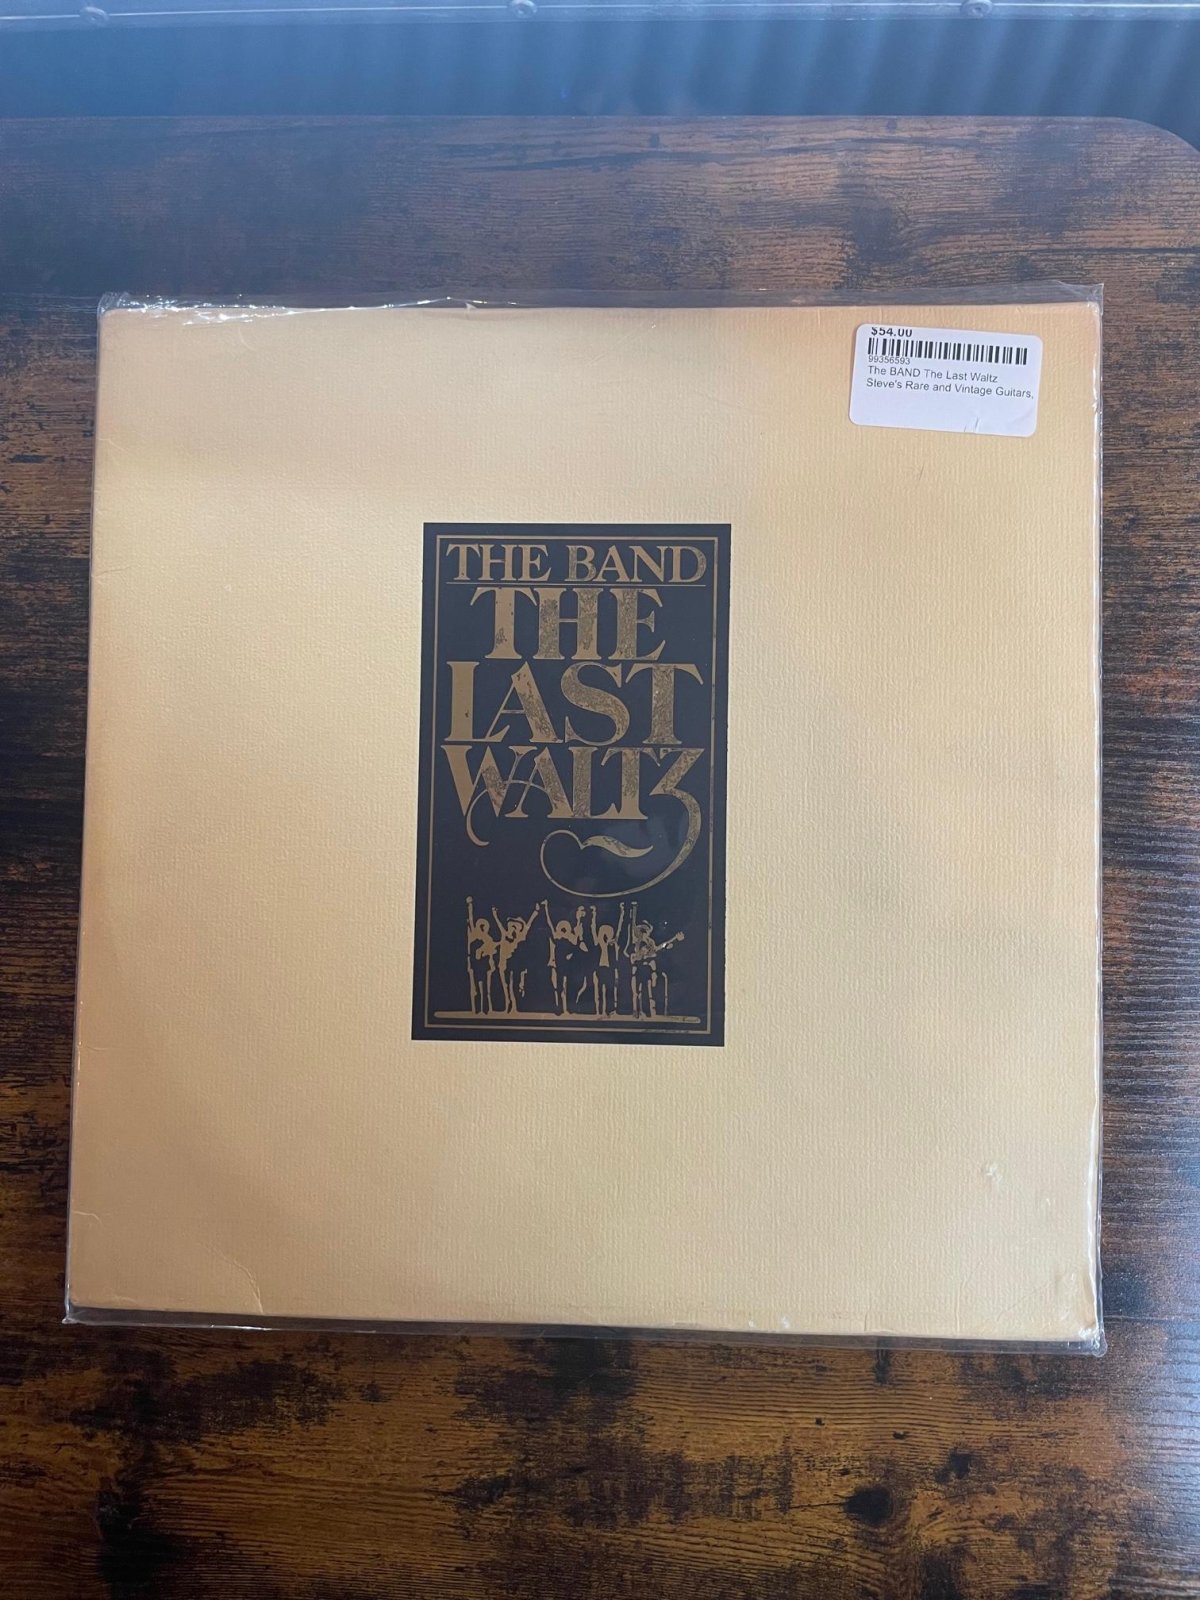 $54.00
99356593
The BAND The Last Waltz
Steve's Rare and Vintage Guitars,
THE BAND
THE
LAST
WALTZ